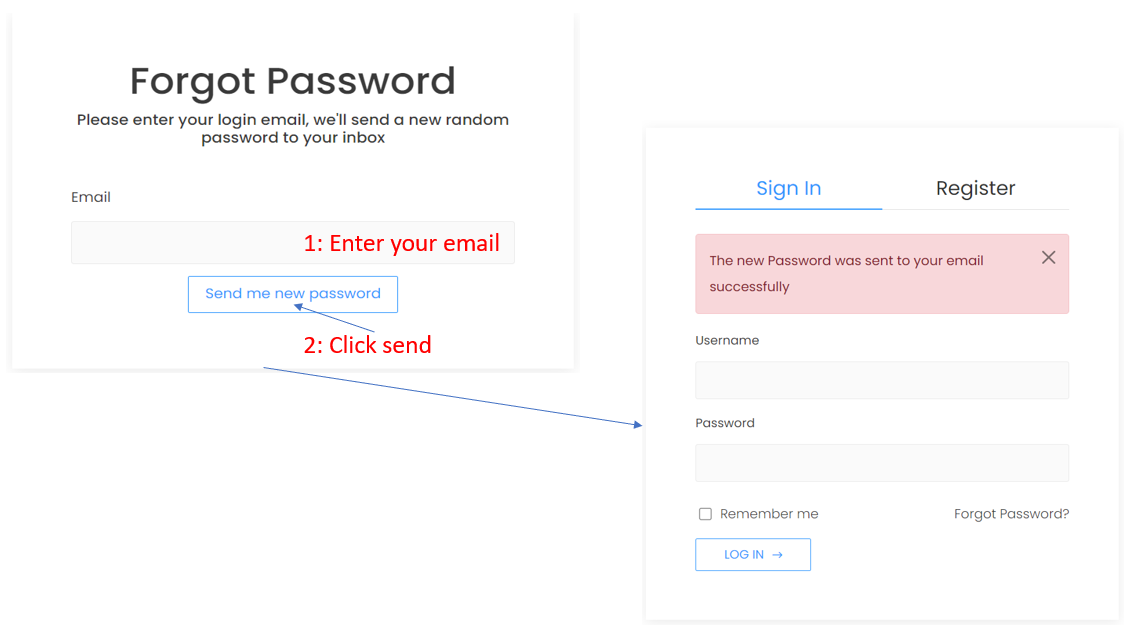 Forgot Password
Please enter your login email, we'll send a new random
password to your inbox
Email
1: Enter your email
Send me new password
2: Click send
Sign In
Register
The new Password was sent to your email
successfully
Username
Password
Remember me
Forgot Password?
LOG IN →